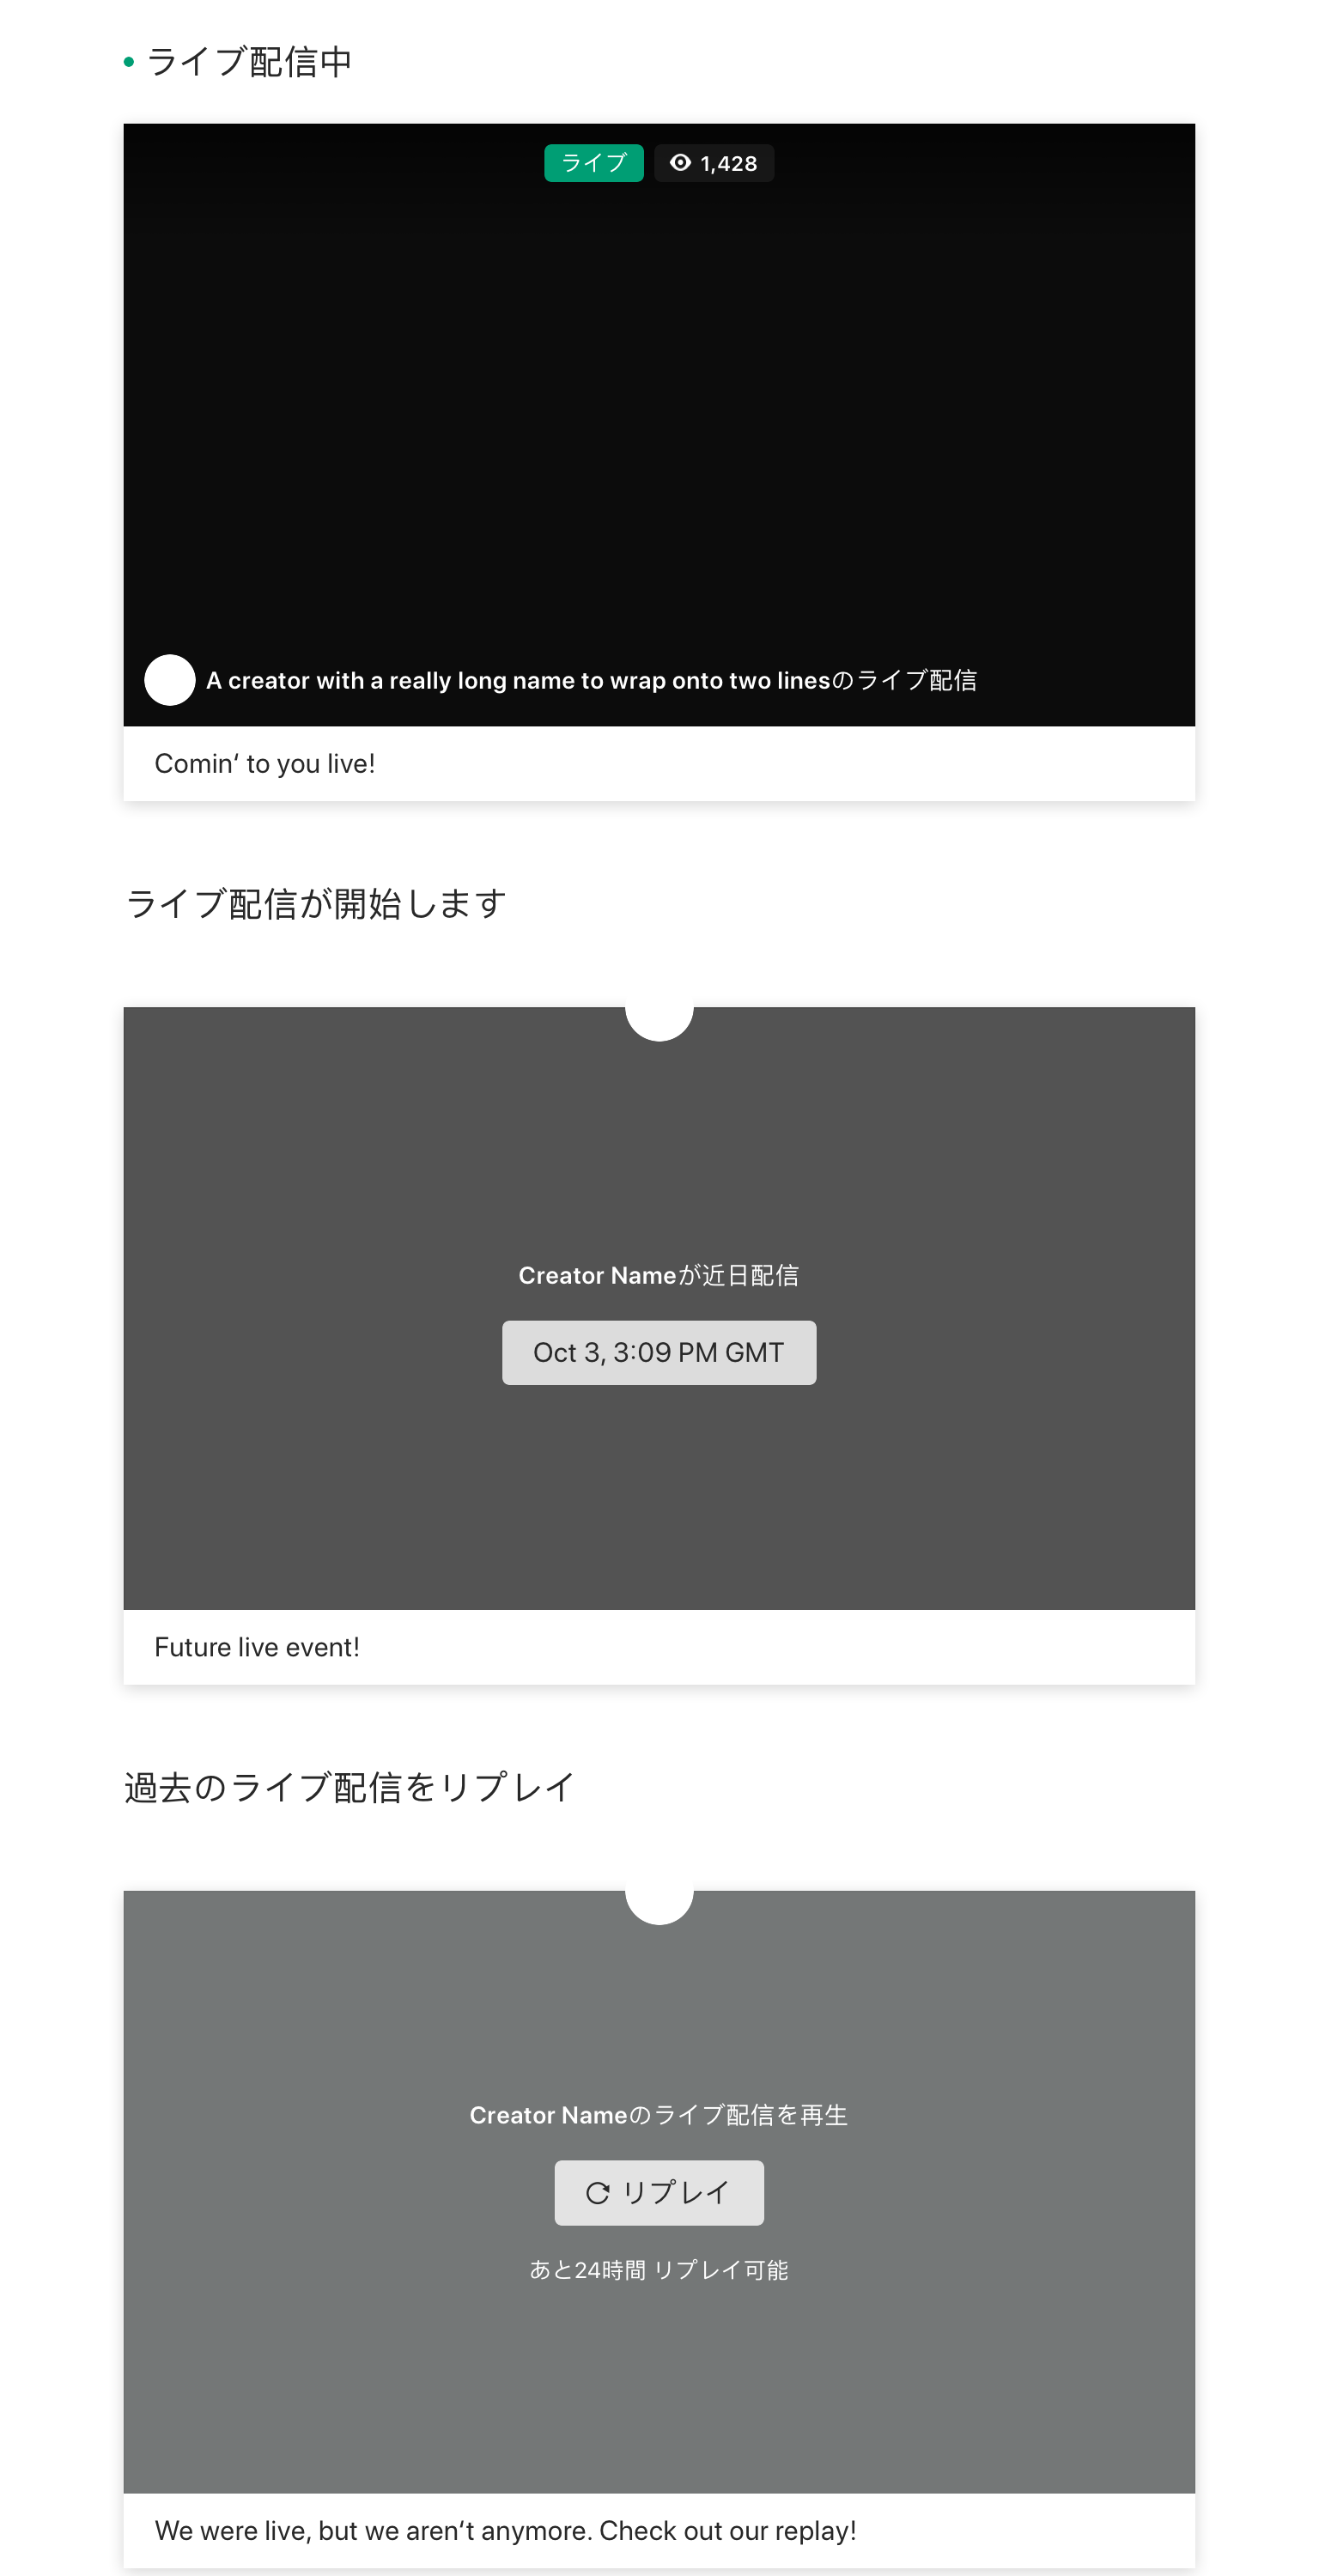 ライブ配信中
ライブ 1,428
A creator with a really long name to wrap onto two linesのライブ配信
Comin‘ to you live!
ライブ配信が開始します
Creator Nameが近日配信
Oct 3, 3:09 PM GMT
Future live event!
過去のライブ配信をリプレイ
Creator Nameのライブ配信を再生
リプレイ
あと24時間 リプレイ可能
We were live, but we aren‘t anymore. Check out our replay!